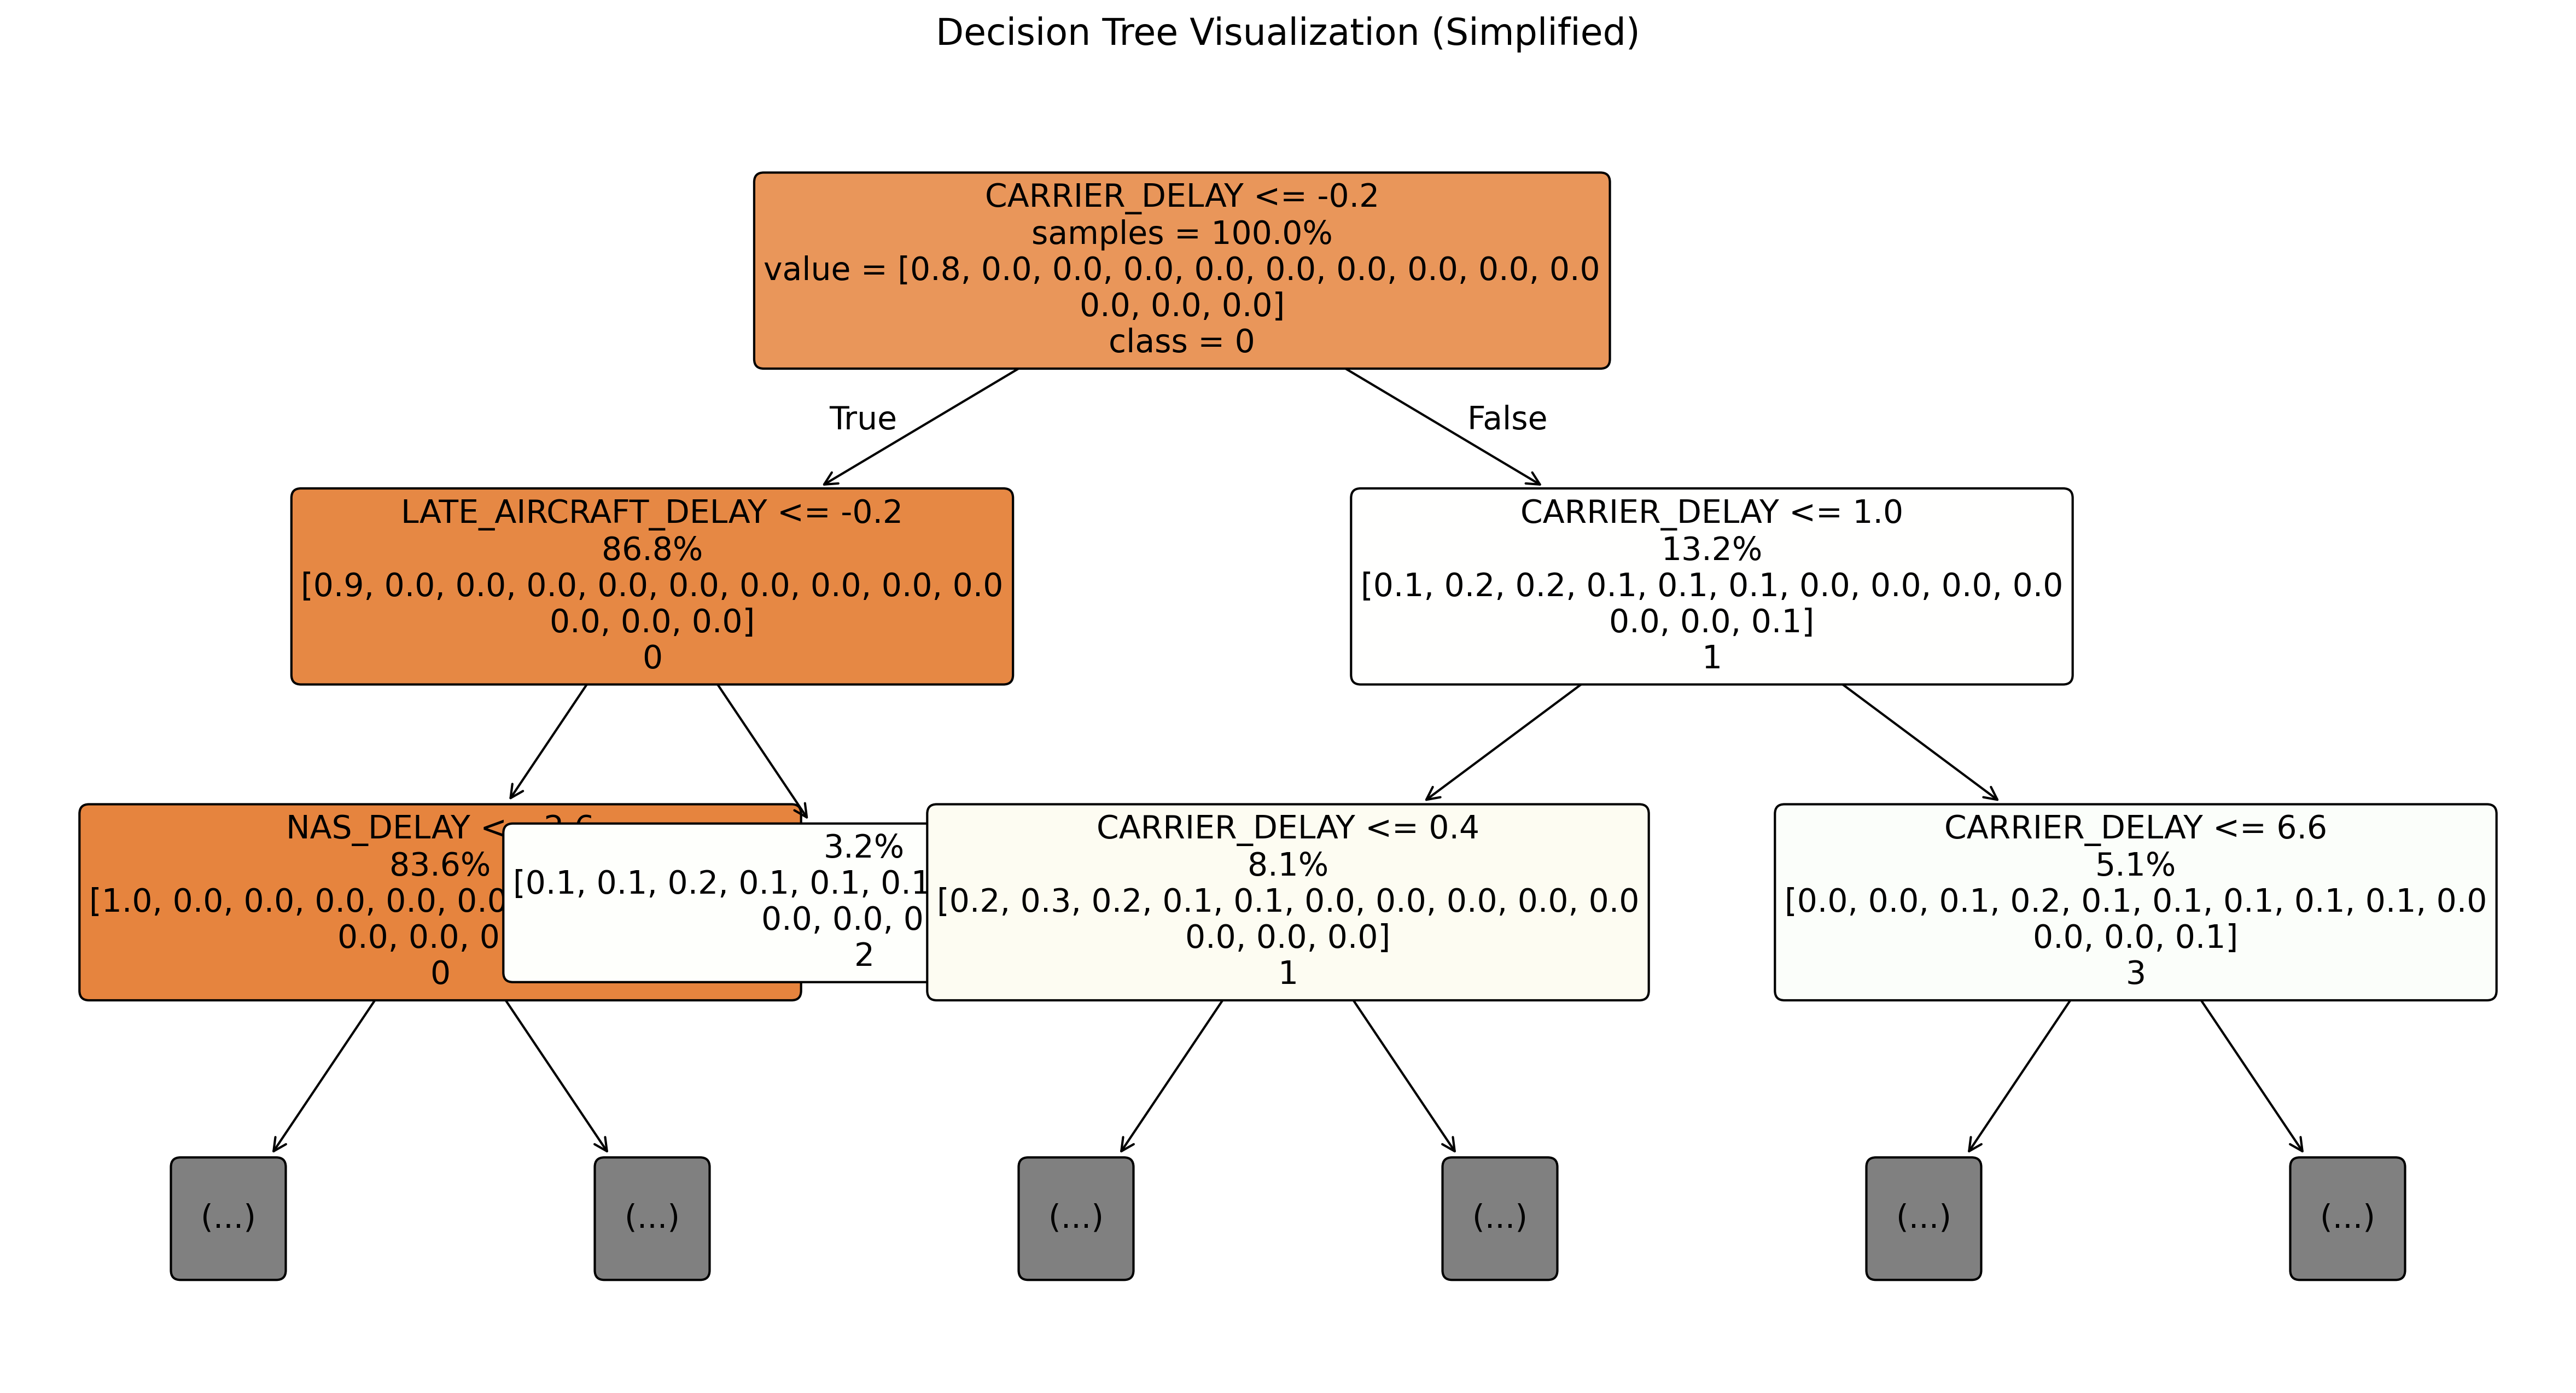 Decision Tree Visualization (Simplified)
CARRIER_DELAY <= -0.2
samples = 100.0%
value = [0.8, 0.0, 0.0, 0.0, 0.0, 0.0, 0.0, 0.0, 0.0, 0.0
0.0, 0.0, 0.0]
class = 0
True
False
LATE_AIRCRAFT_DELAY <= -0.2
86.8%
[0.9, 0.0, 0.0, 0.0, 0.0, 0.0, 0.0, 0.0, 0.0, 0.0
0.0, 0.0, 0.0]
0
CARRIER_DELAY <= 1.0
13.2%
[0.1, 0.2, 0.2, 0.1, 0.1, 0.1, 0.0, 0.0, 0.0, 0.0
0.0, 0.0, 0.1]
1
NAS_DELAY <
83.6%
[1.0, 0.0, 0.0, 0.0, 0.0, 0.0
0.0, 0.0, 0
0
3.2%
[0.1, 0.1, 0.2, 0.1, 0.1, 0.1
0.0, 0.0, 0
2
CARRIER_DELAY <= 0.4
8.1%
[0.2, 0.3, 0.2, 0.1, 0.1, 0.0, 0.0, 0.0, 0.0, 0.0
0.0, 0.0, 0.0]
1
CARRIER_DELAY <= 6.6
5.1%
[0.0, 0.0, 0.1, 0.2, 0.1, 0.1, 0.1, 0.1, 0.1, 0.0
0.0, 0.0, 0.1]
3
(...)
(...)
(...)
(...)
(...)
(...)